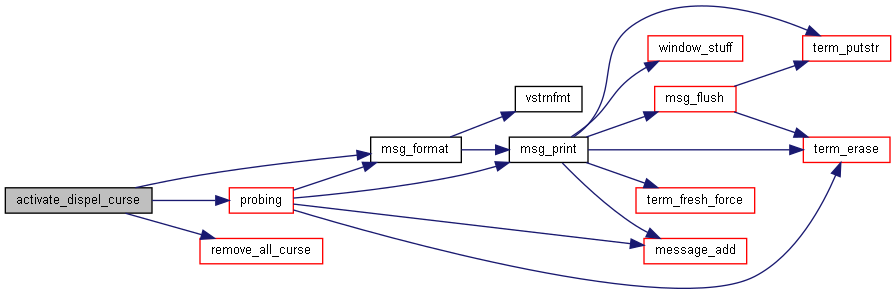 activate_dispel_curse
probing
remove_all_curse
msg_format
vstrnfmt
msg_print
window_stuff
msg_flush
term_fresh_force
message_add
term_putstr
term_erase